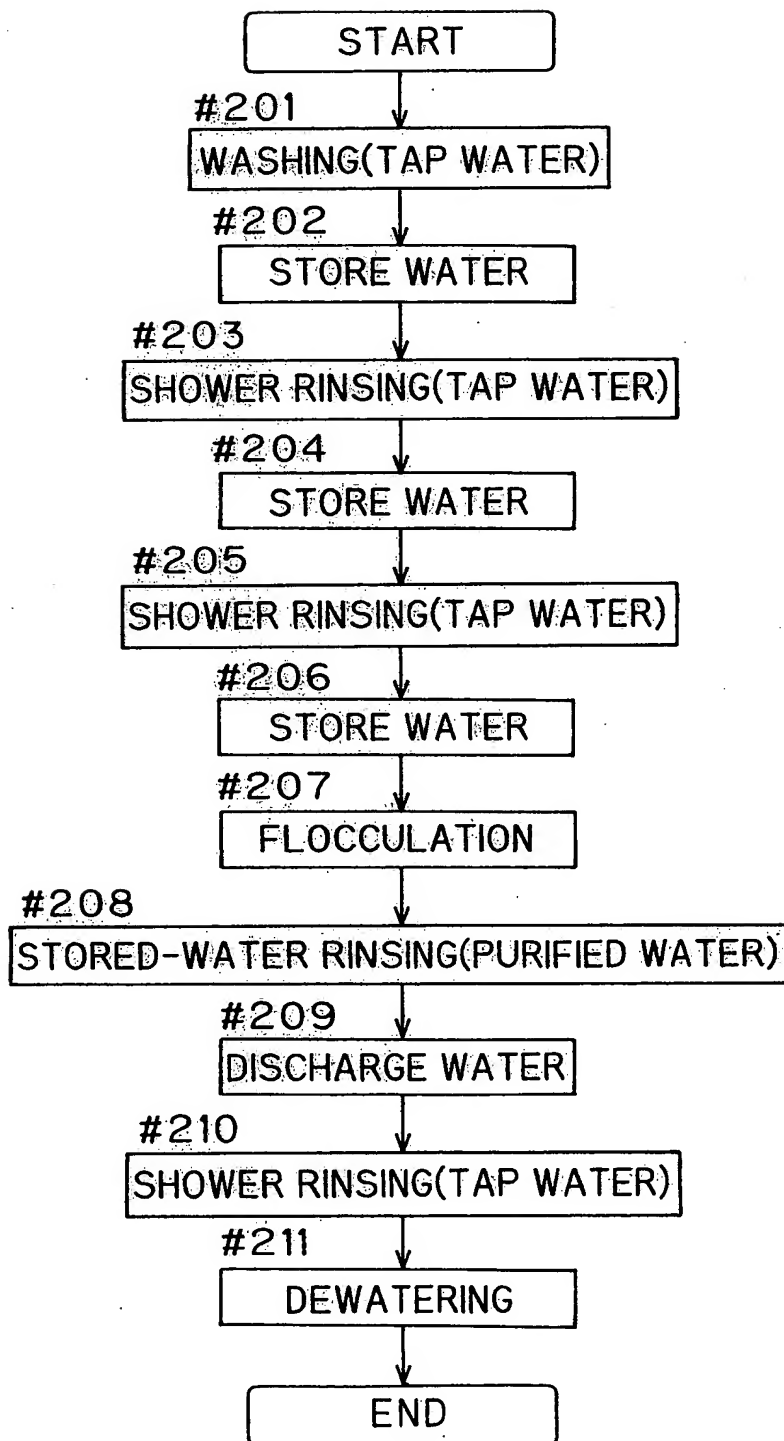 START
#201
WASHING(TAP WATER)
#202
STORE WATER
#203
SHOWER RINSING(TAP WATER)
#204
STORE WATER
#205
SHOWER RINSING(TAP WATER)
#206
STORE WATER
#207
FLOCCULATION
#208
STORED-WATER RINSING(PURIFIED WATER)
#209
DISCHARGE WATER
#210
SHOWER RINSING(TAP WATER)
#211
DEWATERING
END